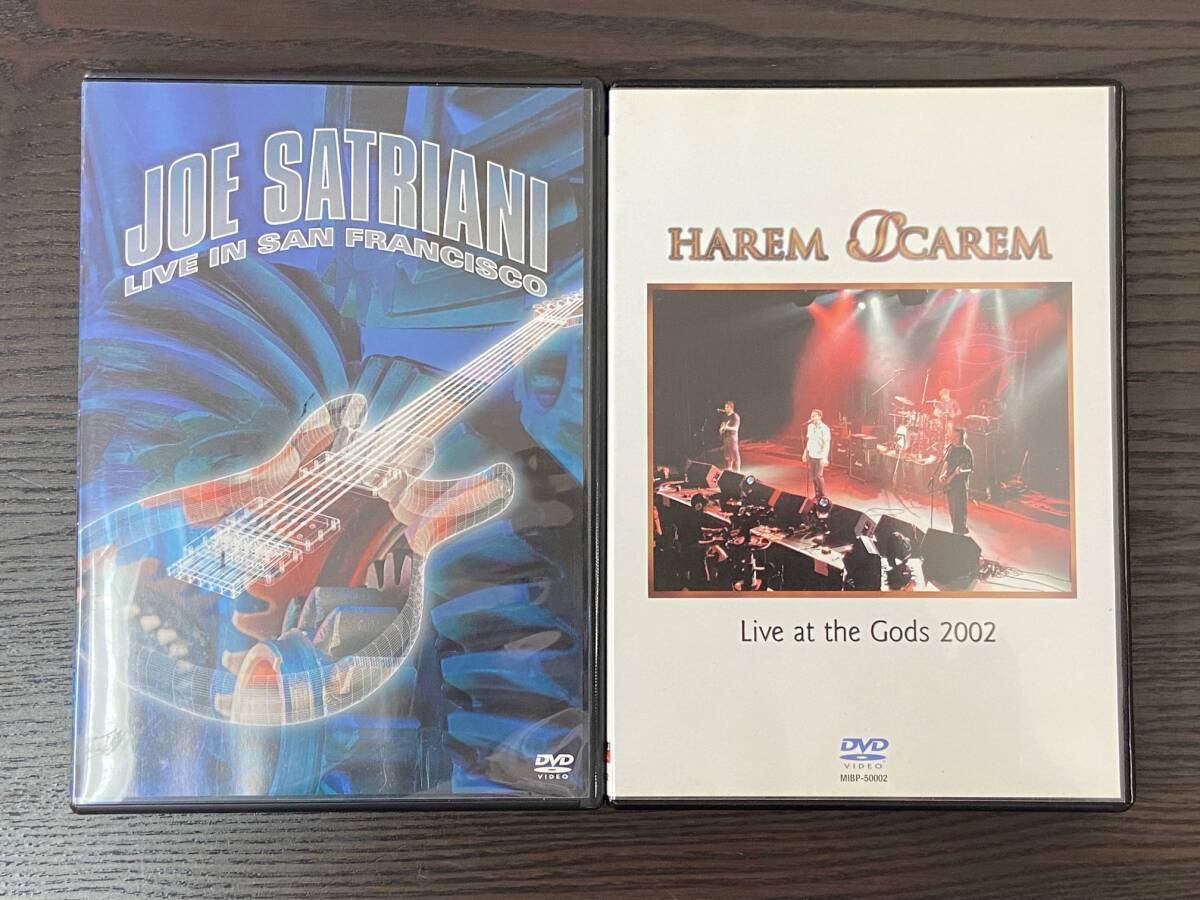 JOE SATRIANI
LIVE IN SAN FRANCISCO
DVD
VIDEO
HAREM SCAREM
Live at the Gods 2002
DVD
VIDEO
MIBP-50002